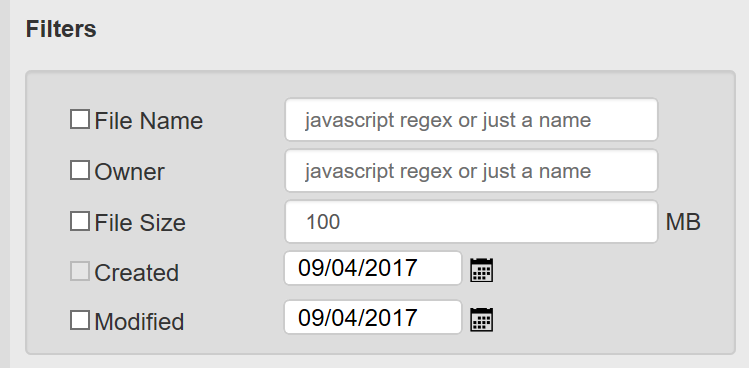 Filters
File Name javascript regex or just a name
Owner javascript regex or just a name
File Size 100 MB
Created 09/04/2017
Modified 09/04/2017